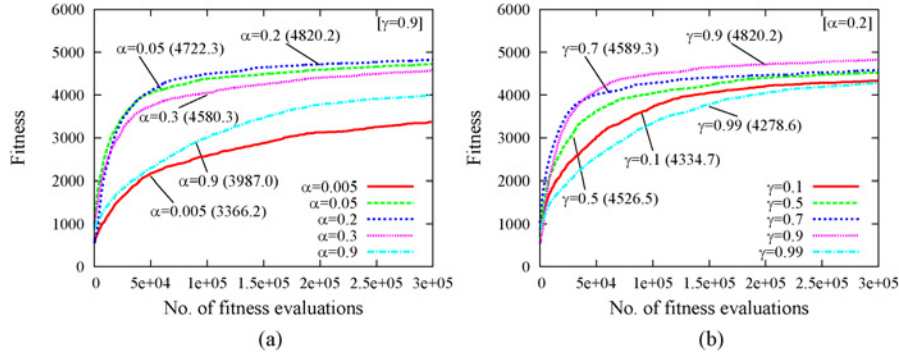 [γ=0.9]
6000
5000
4000
3000
2000
1000
0
Fitness
α=0.05 (4722.3)
α=0.2 (4820.2)
α=0.3 (4580.3)
α=0.9 (3987.0)
α=0.005 (3366.2)
α=0.005
α=0.05
α=0.2
α=0.3
α=0.9
0 5e+04 1e+05 1.5e+05 2e+05 2.5e+05 3e+05
No. of fitness evaluations
(a)
[α=0.2]
6000
5000
4000
3000
2000
1000
0
Fitness
γ=0.7 (4589.3)
γ=0.9 (4820.2)
γ=0.99 (4278.6)
γ=0.1 (4334.7)
γ=0.5 (4526.5)
γ=0.1
γ=0.5
γ=0.7
γ=0.9
γ=0.99
0 5e+04 1e+05 1.5e+05 2e+05 2.5e+05 3e+05
No. of fitness evaluations
(b)